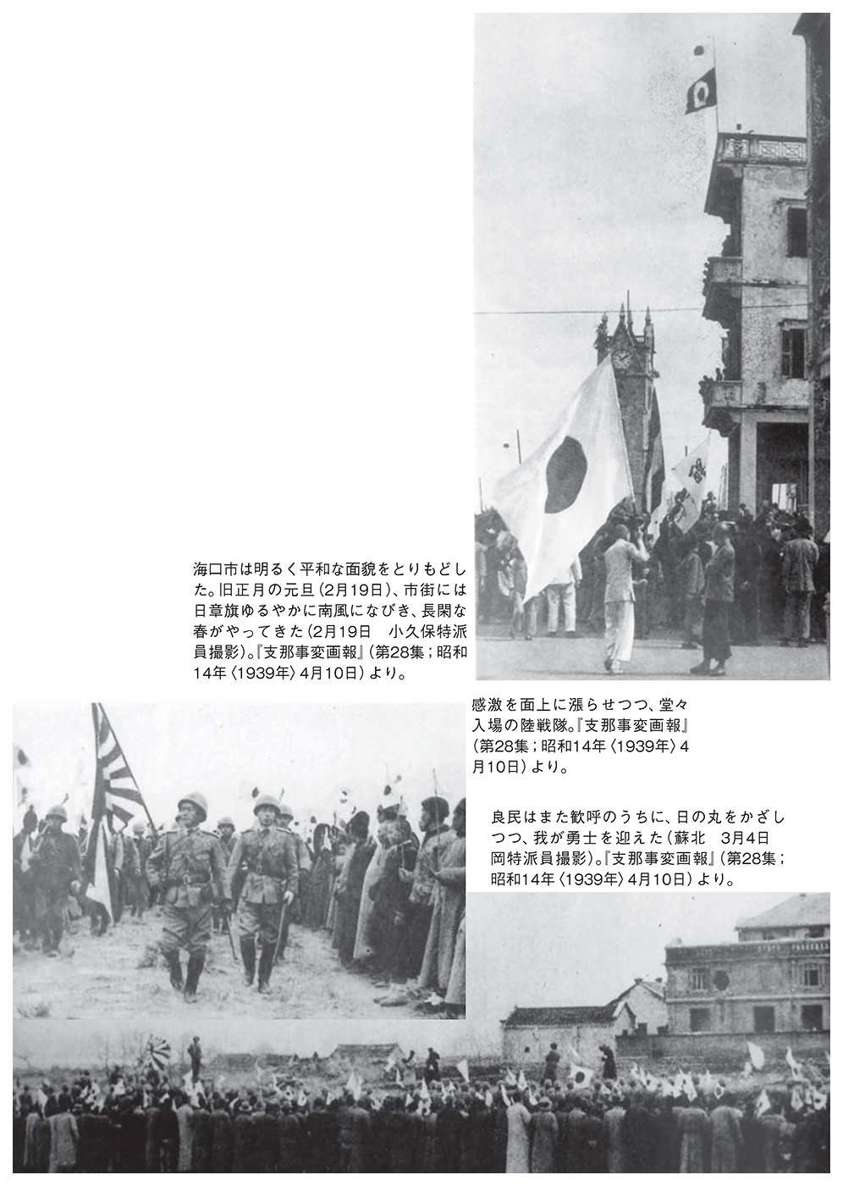 海口市は明るく平和な面貌をとりもどし
た。旧正月の元旦（2月19日）、市街には
日章旗ゆるやかに南風になびき、長閑な
春がやってきた（2月19日　小久保特派
員撮影）。『支那事変画報』（第28集；昭和
14年〈1939年〉4月10日）より。
感激を面上に漲らせつつ、堂々
入場の陸戦隊。『支那事変画報』
（第28集；昭和14年〈1939年〉4
月10日）より。
良民はまた歓呼のうちに、日の丸をかざし
つつ、我が勇士を迎えた（蘇北　3月4日
岡特派員撮影）。『支那事変画報』（第28集；
昭和14年〈1939年〉4月10日）より。